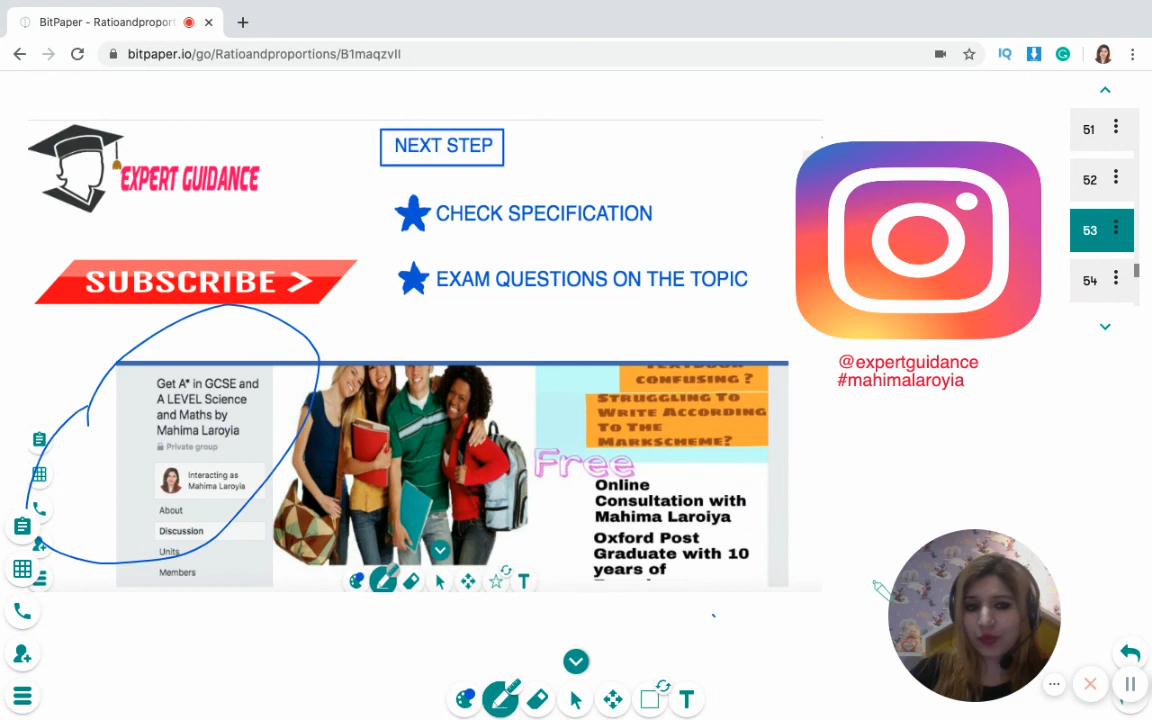 BitPaper - Ratioandproport
bitpaper.io/go/Ratioandproportions/B1maqzvIl
IQ
EXPERT GUIDANCE
NEXT STEP
CHECK SPECIFICATION
EXAM QUESTIONS ON THE TOPIC
SUBSCRIBE >
@expertguidance
#mahimalaroyia
51
52
53
54
Get A* in GCSE and
A LEVEL Science
and Maths by
Mahima Laroyia
Private group
Interacting as
Mahima Laroyia
About
Discussion
Units
Members
CONFUSING ?
STRUGGLING TO
WRITE ACCORDING
TO THE
MARKSCHEME?
Free
Online
Consultation with
Mahima Laroiya
Oxford Post
Graduate with 10
years of
T
T